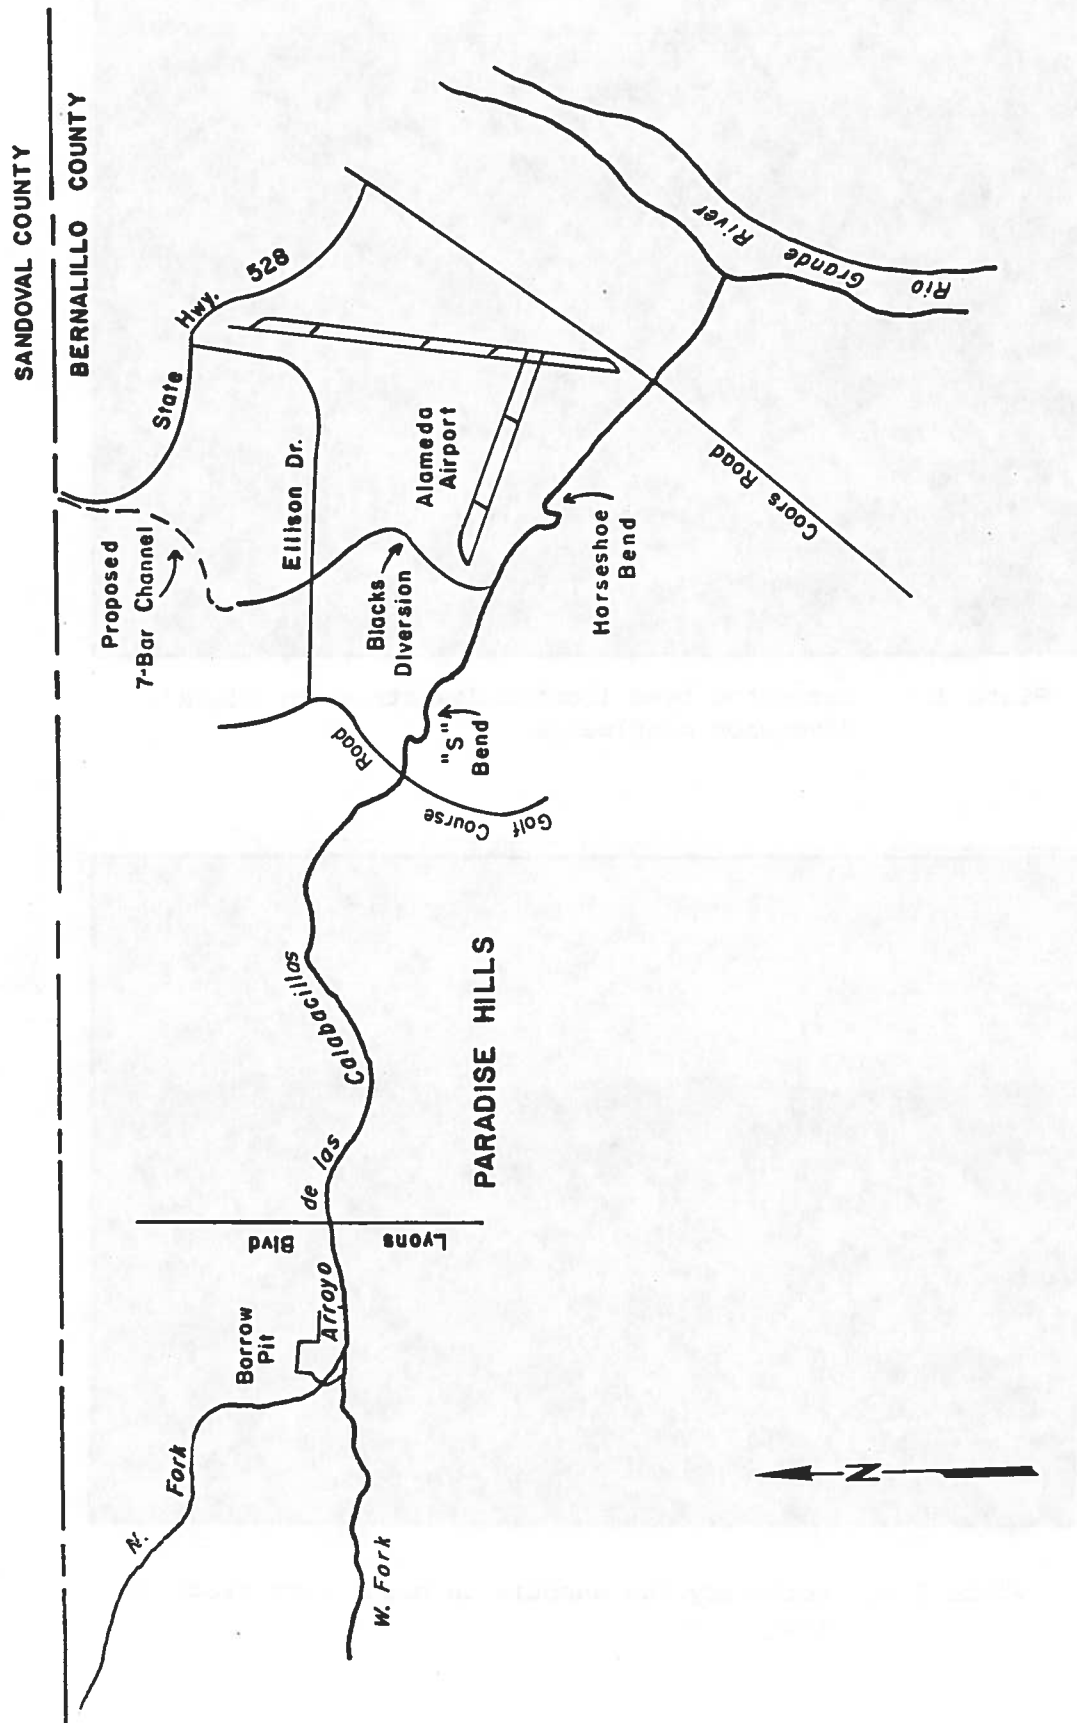 SANDOVAL COUNTY
BERNALILLO COUNTY
State Hwy. 528
Proposed
7-Bar Channel
Ellison Dr.
Alameda
Airport
Blacks
Diversion
Rio Grande River
Horseshoe
Bend
Coors Road
"S"
Bend
Golf Course Road
PARADISE HILLS
Arroyo de las Calabacillas
Lyons Blvd
Borrow
Pit
N. Fork
W. Fork
N